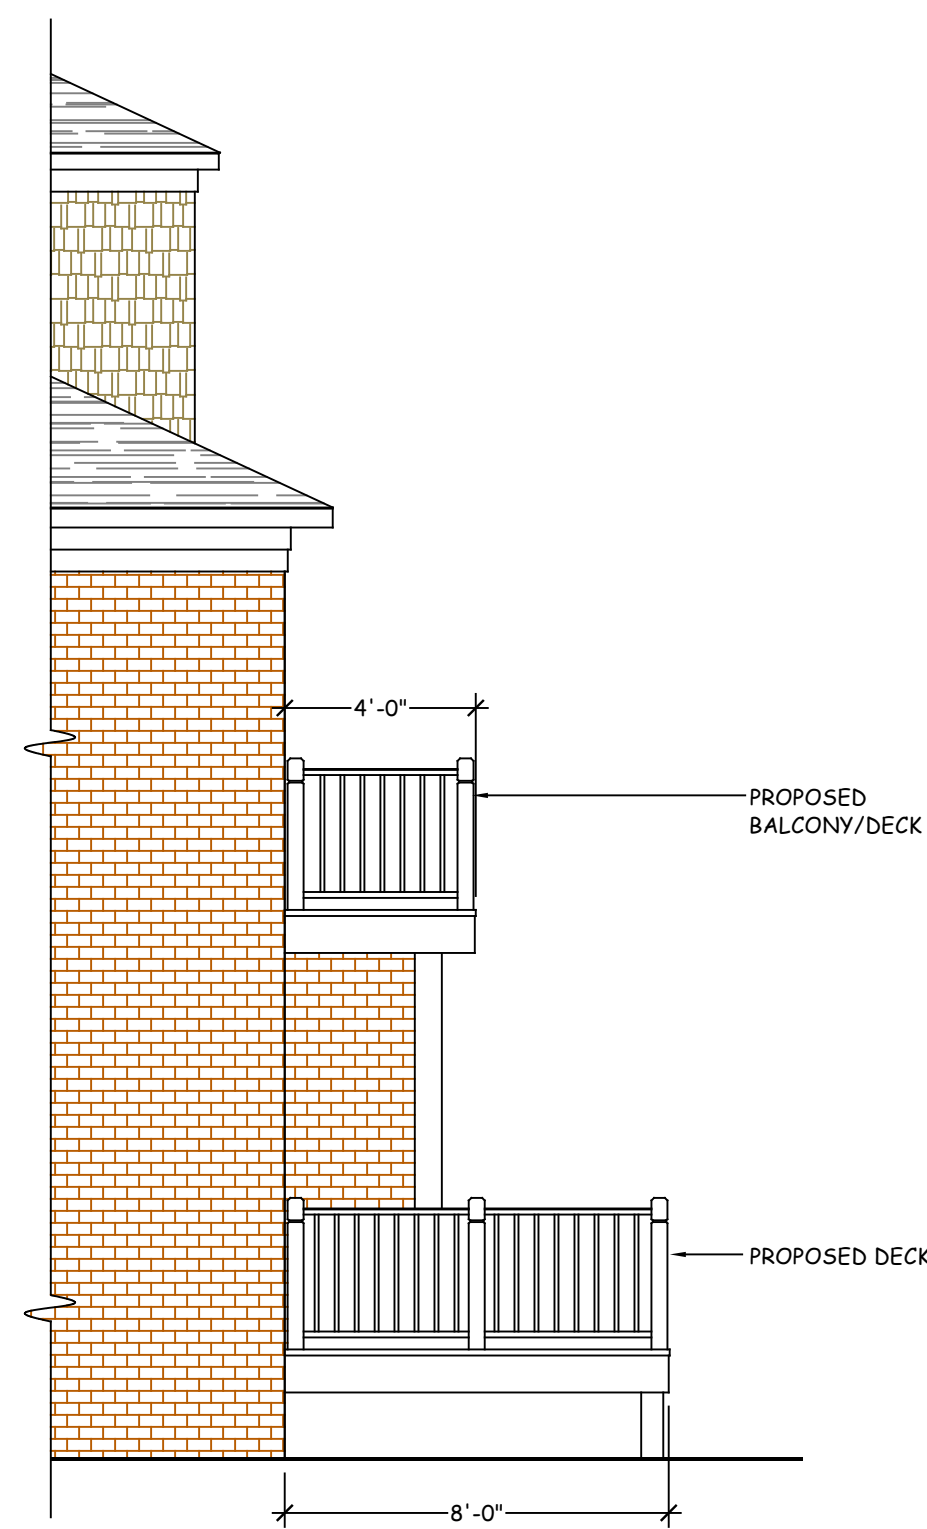 4'-0"
PROPOSED
BALCONY/DECK
PROPOSED DECK
8'-0"